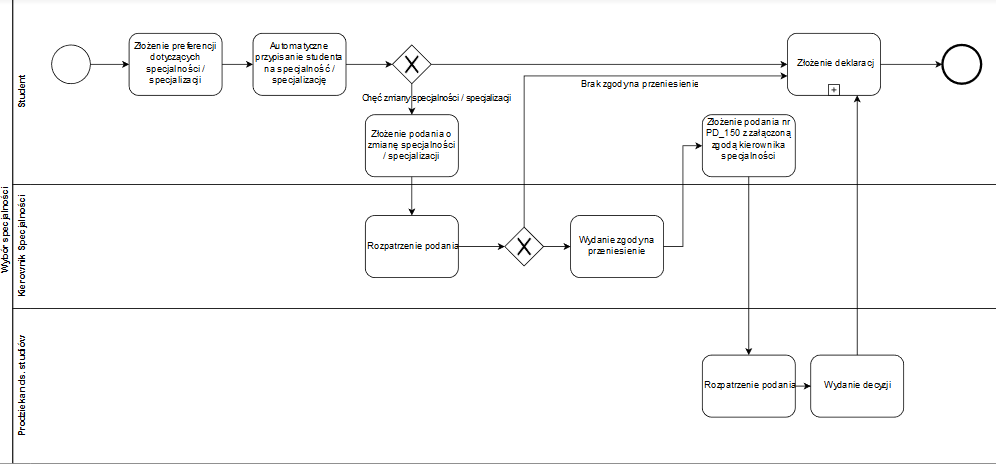 Wybór specjalności
Student
Złożenie preferencji
dotyczących
specjalności /
specjalizacji
Automatyczne
przypisanie studenta
na specjalność /
specjalizację
Chęć zmiany specjalności / specjalizacji
Złożenie podania o
zmianę specjalności
/ specjalizacji
Brak zgody na przeniesienie
Złożenie deklaracj
Złożenie podania nr
PD_150 z załączoną
zgodą kierownika
specjalności
Kierownik Specjalności
Rozpatrzenie podania
Wydanie zgody na
przeniesienie
Prodziekan ds. studiów
Rozpatrzenie podania
Wydanie decyzji